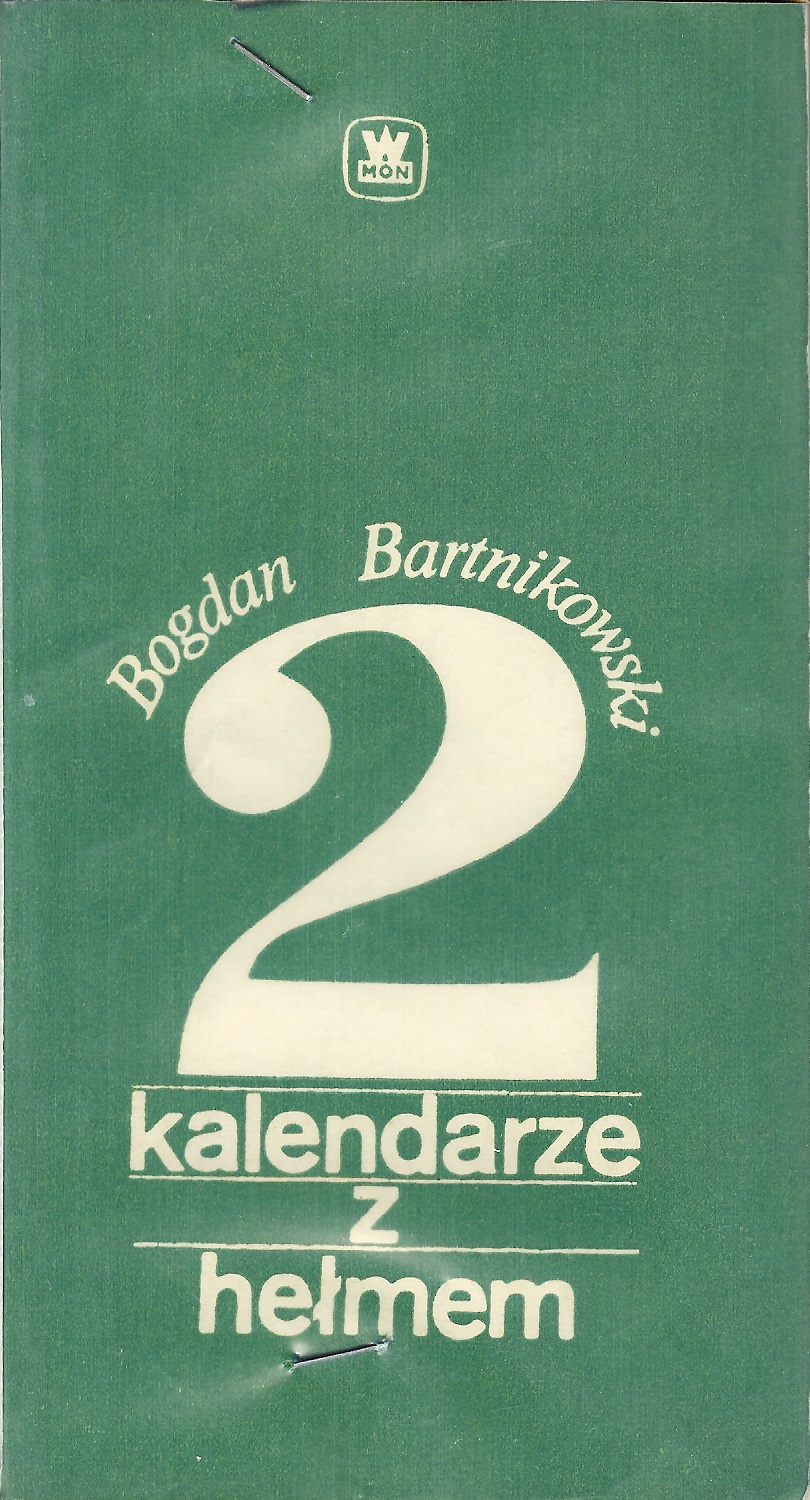 W
MON
Bogdan Bartnikowski
2
kalendarze
z
hełmem